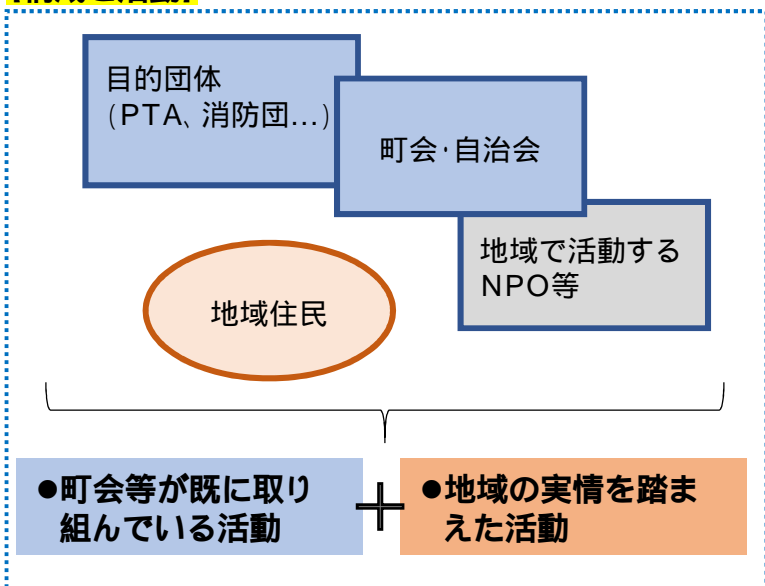 目的団体
(PTA、消防団…)
町会・自治会
地域で活動する
NPO等
地域住民
●町会等が既に取り
組んでいる活動
＋
●地域の実情を踏ま
えた活動